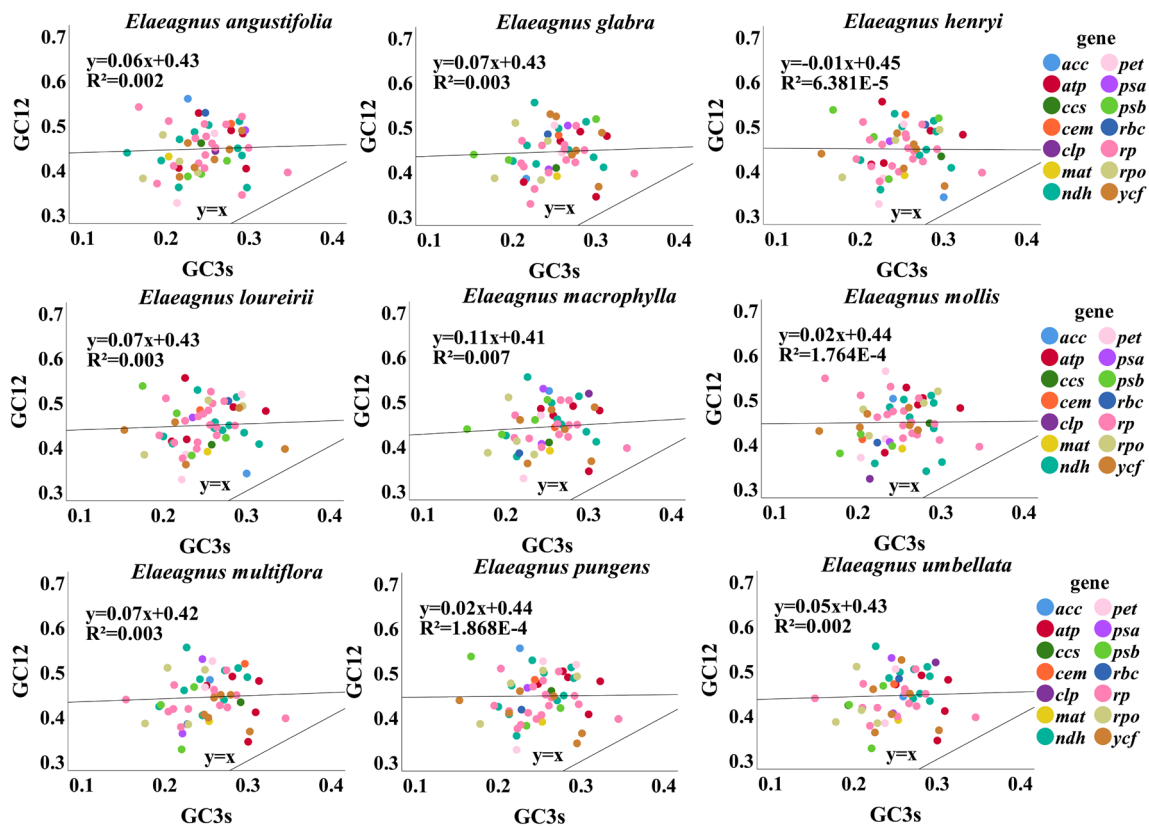 Elaeagnus angustifolia
0.7
0.6
0.5
0.4
0.3
GC12
y=0.06x+0.43
R²=0.002
y=x
0.1 0.2 0.3 0.4
GC3s
Elaeagnus glabra
0.7
0.6
0.5
0.4
0.3
GC12
y=0.07x+0.43
R²=0.003
y=x
0.1 0.2 0.3 0.4
GC3s
Elaeagnus henryi
0.7
0.6
0.5
0.4
0.3
GC12
y=-0.01x+0.45
R²=6.381E-5
y=x
0.1 0.2 0.3 0.4
GC3s
gene
acc pet
atp psa
ccs psb
cem rbc
clp rp
mat rpo
ndh ycf
Elaeagnus loureirii
0.7
0.6
0.5
0.4
0.3
GC12
y=0.07x+0.43
R²=0.003
y=x
0.1 0.2 0.3 0.4
GC3s
Elaeagnus macrophylla
0.7
0.6
0.5
0.4
0.3
GC12
y=0.11x+0.41
R²=0.007
y=x
0.1 0.2 0.3 0.4
GC3s
Elaeagnus mollis
0.7
0.6
0.5
0.4
0.3
GC12
y=0.02x+0.44
R²=1.764E-4
y=x
0.1 0.2 0.3 0.4
GC3s
gene
acc pet
atp psa
ccs psb
cem rbc
clp rp
mat rpo
ndh ycf
Elaeagnus multiflora
0.7
0.6
0.5
0.4
0.3
GC12
y=0.07x+0.42
R²=0.003
y=x
0.1 0.2 0.3 0.4
GC3s
Elaeagnus pungens
0.7
0.6
0.5
0.4
0.3
GC12
y=0.02x+0.44
R²=1.868E-4
y=x
0.1 0.2 0.3 0.4
GC3s
Elaeagnus umbellata
0.7
0.6
0.5
0.4
0.3
GC12
y=0.05x+0.43
R²=0.002
y=x
0.1 0.2 0.3 0.4
GC3s
gene
acc pet
atp psa
ccs psb
cem rbc
clp rp
mat rpo
ndh ycf